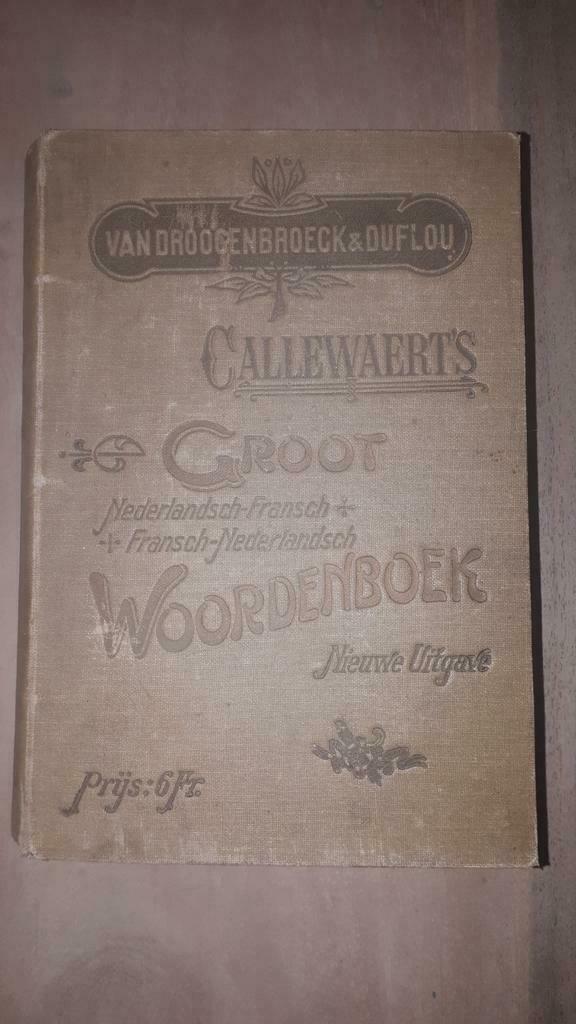 VAN DROOGENBROECK & DUFLOU
CALLEWAERT'S
GROOT
Nederlandsch-Fransch
Fransch-Nederlandsch
WOORDENBOEK
Nieuwe Uitgave
Prijs: 6 Fr.